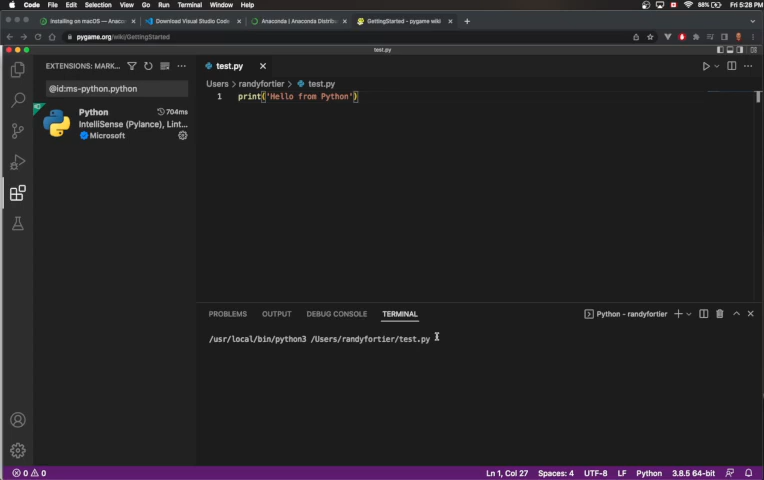 Code File Edit Selection View Go Run Terminal Window Help 88% Fri 5:28 PM
Installing on macOS — Anacon Download Visual Studio Code Anaconda | Anaconda Distribu GettingStarted – pygame wiki
pygame.org/wiki/GettingStarted
test.py
EXTENSIONS: MARK...
test.py
@id:ms-python.python
Users > randyfortier > test.py
1 print('Hello from Python')
Python 704ms
IntelliSense (Pylance), Lint...
Microsoft
PROBLEMS OUTPUT DEBUG CONSOLE TERMINAL Python - randyfortier
/usr/local/bin/python3 /Users/randyfortier/test.py
0 0 Ln 1, Col 27 Spaces: 4 UTF-8 LF Python 3.8.5 64-bit